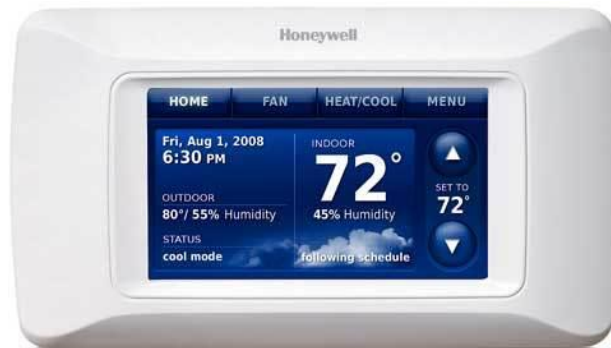 Honeywell
HOME FAN HEAT/COOL MENU
Fri, Aug 1, 2008
6:30 PM
OUTDOOR
80°/ 55% Humidity
STATUS
cool mode
INDOOR
72°
45% Humidity
following schedule
SET TO
72°